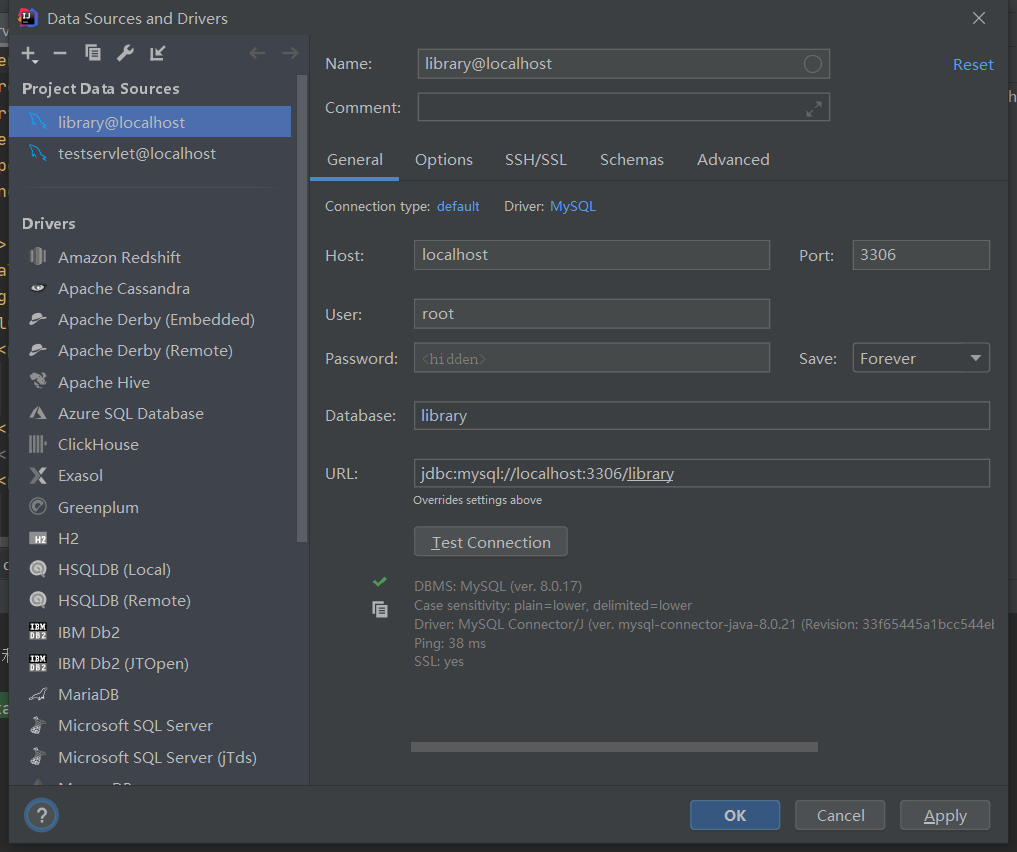 Data Sources and Drivers
Project Data Sources
library@localhost
testservlet@localhost
Drivers
Amazon Redshift
Apache Cassandra
Apache Derby (Embedded)
Apache Derby (Remote)
Apache Hive
Azure SQL Database
ClickHouse
Exasol
Greenplum
H2
HSQLDB (Local)
HSQLDB (Remote)
IBM Db2
IBM Db2 (JTOpen)
MariaDB
Microsoft SQL Server
Microsoft SQL Server (jTds)
Name: library@localhost Reset
Comment:
General Options SSH/SSL Schemas Advanced
Connection type: default Driver: MySQL
Host: localhost Port: 3306
User: root
Password: <hidden> Save: Forever
Database: library
URL: jdbc:mysql://localhost:3306/library
Overrides settings above
Test Connection
DBMS: MySQL (ver. 8.0.17)
Case sensitivity: plain=lower, delimited=lower
Driver: MySQL Connector/J (ver. mysql-connector-java-8.0.21 (Revision: 33f65445a1bcc544el
Ping: 38 ms
SSL: yes
? OK Cancel Apply